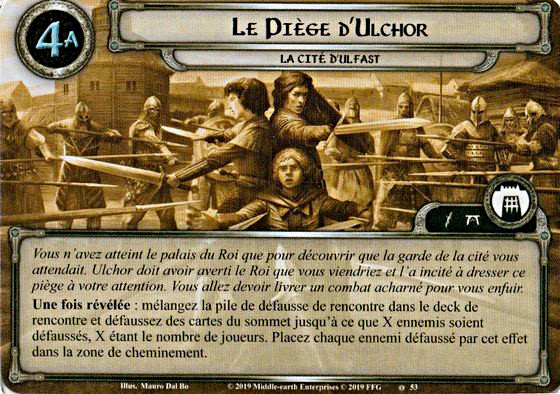 4A
Le Piège d'Ulchor
La Cité d'Ulfast
Vous n'avez atteint le palais du Roi que pour découvrir que la garde de la cité vous
attendait. Ulchor doit avoir averti le Roi que vous viendriez et l'a incité à dresser ce
piège à votre attention. Vous allez devoir livrer un combat acharné pour vous enfuir.
Une fois révélée : mélangez la pile de défausse de rencontre dans le deck de
rencontre et défaussez des cartes du sommet jusqu'à ce que X ennemis soient
défaussés, X étant le nombre de joueurs. Placez chaque ennemi défaussé par cet effet
dans la zone de cheminement.
Illus. Mauro Dal Bo © 2019 Middle-earth Enterprises © 2019 FFG 53